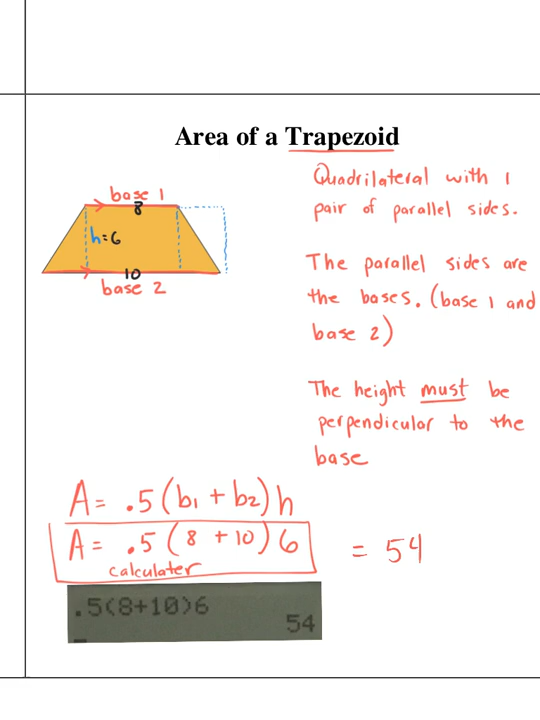 Area of a Trapezoid
Quadrilateral with 1
pair of parallel sides.
base 1
8
h=6
10
base 2
The parallel sides are
the bases. (base 1 and
base 2)
The height must be
perpendicular to the
base
A = .5 (b1 + b2) h
A = .5 ( 8 + 10 ) 6 = 54
calculater
.5(8+10)6
54